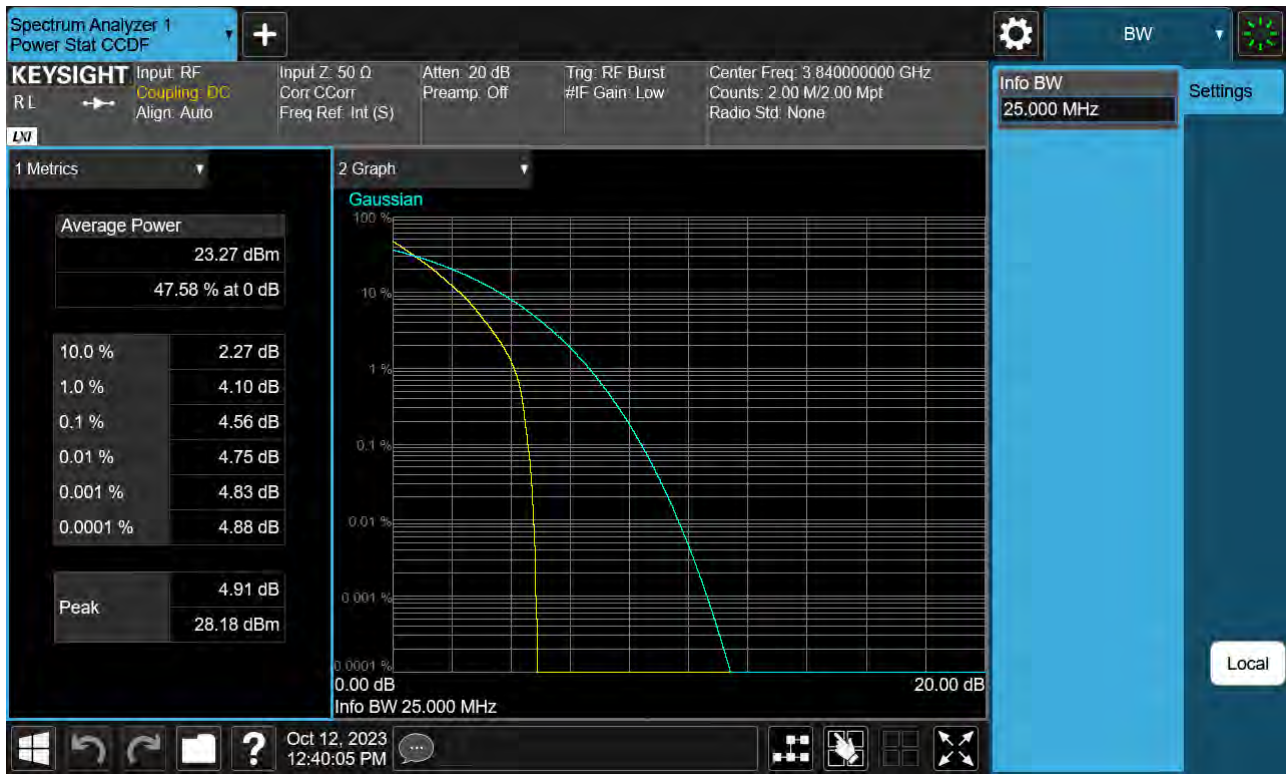 Spectrum Analyzer 1
Power Stat CCDF
BW
KEYSIGHT
RL
LXI
Input: RF
Coupling: DC
Align: Auto
Input Z: 50 Ω
Corr CCorr
Freq Ref: Int (S)
Atten: 20 dB
Preamp: Off
Trig: RF Burst
#IF Gain: Low
Center Freq: 3.840000000 GHz
Counts: 2.00 M/2.00 Mpt
Radio Std: None
Info BW
25.000 MHz
Settings
1 Metrics
Average Power
23.27 dBm
47.58 % at 0 dB
10.0 % 2.27 dB
1.0 % 4.10 dB
0.1 % 4.56 dB
0.01 % 4.75 dB
0.001 % 4.83 dB
0.0001 % 4.88 dB
Peak
4.91 dB
28.18 dBm
2 Graph
Gaussian
100 %
10 %
1 %
0.1 %
0.01 %
0.001 %
0.0001 %
0.00 dB 20.00 dB
Info BW 25.000 MHz
Local
?
Oct 12, 2023
12:40:05 PM